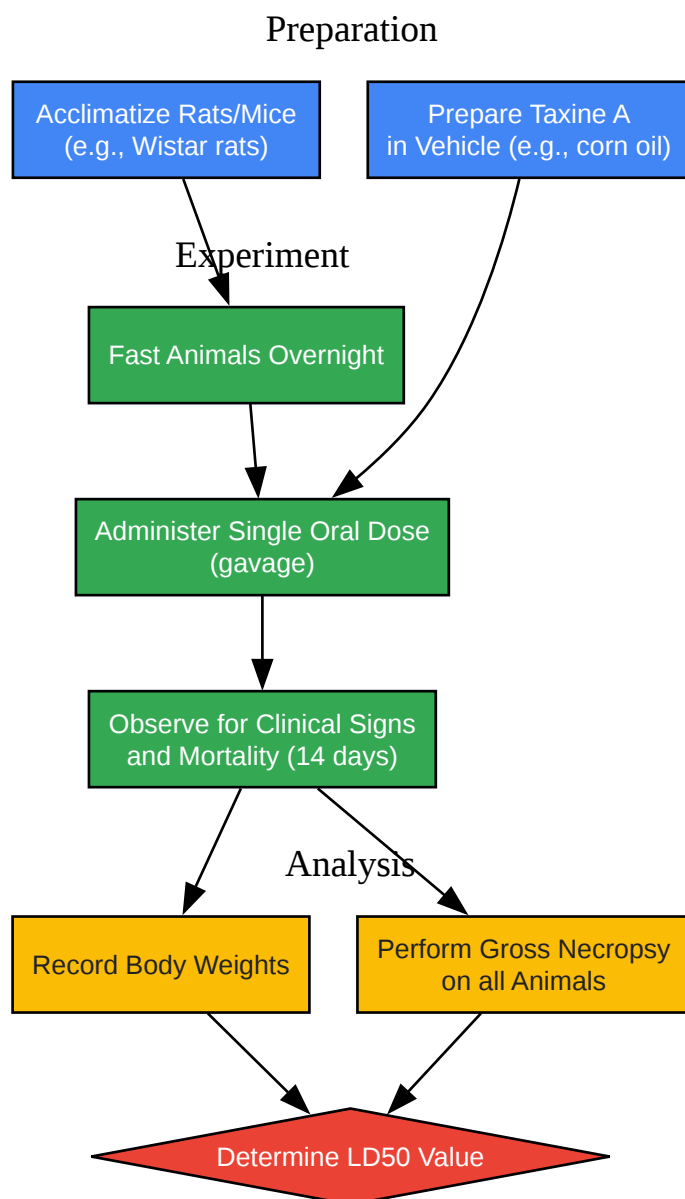 Preparation
Acclimatize Rats/Mice
(e.g., Wistar rats)
Prepare Taxine A
in Vehicle (e.g., corn oil)
Experiment
Fast Animals Overnight
Administer Single Oral Dose
(gavage)
Observe for Clinical Signs
and Mortality (14 days)
Analysis
Record Body Weights
Perform Gross Necropsy
on all Animals
Determine LD50 Value